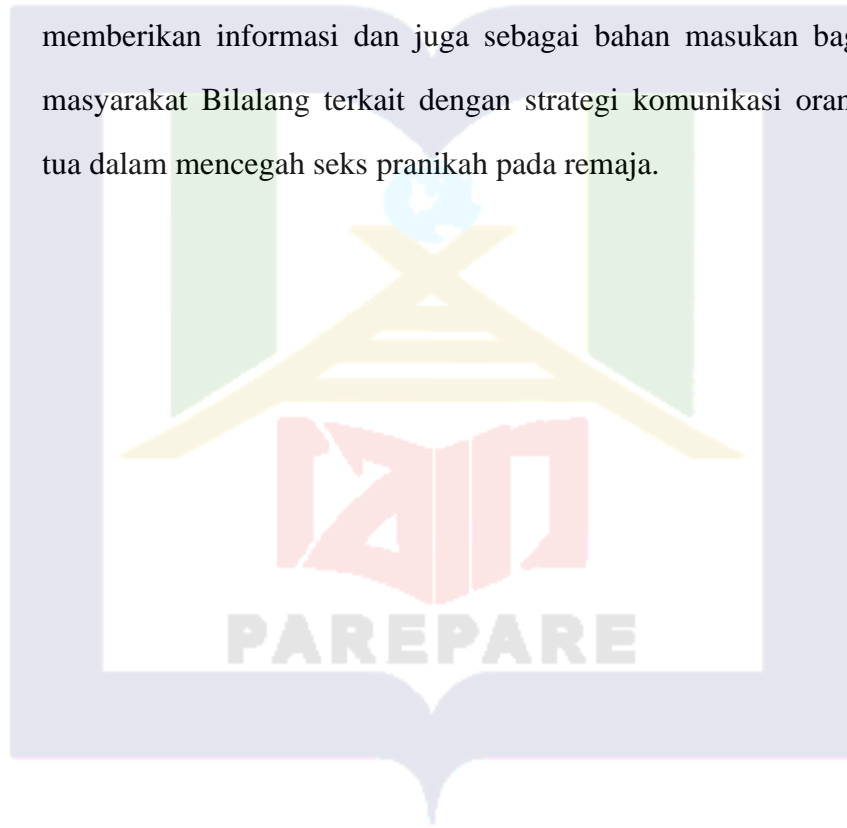 memberikan informasi dan juga sebagai bahan masukan bag
masyarakat Bilalang terkait dengan strategi komunikasi oran
tua dalam mencegah seks pranikah pada remaja.
iain
PAREPARE